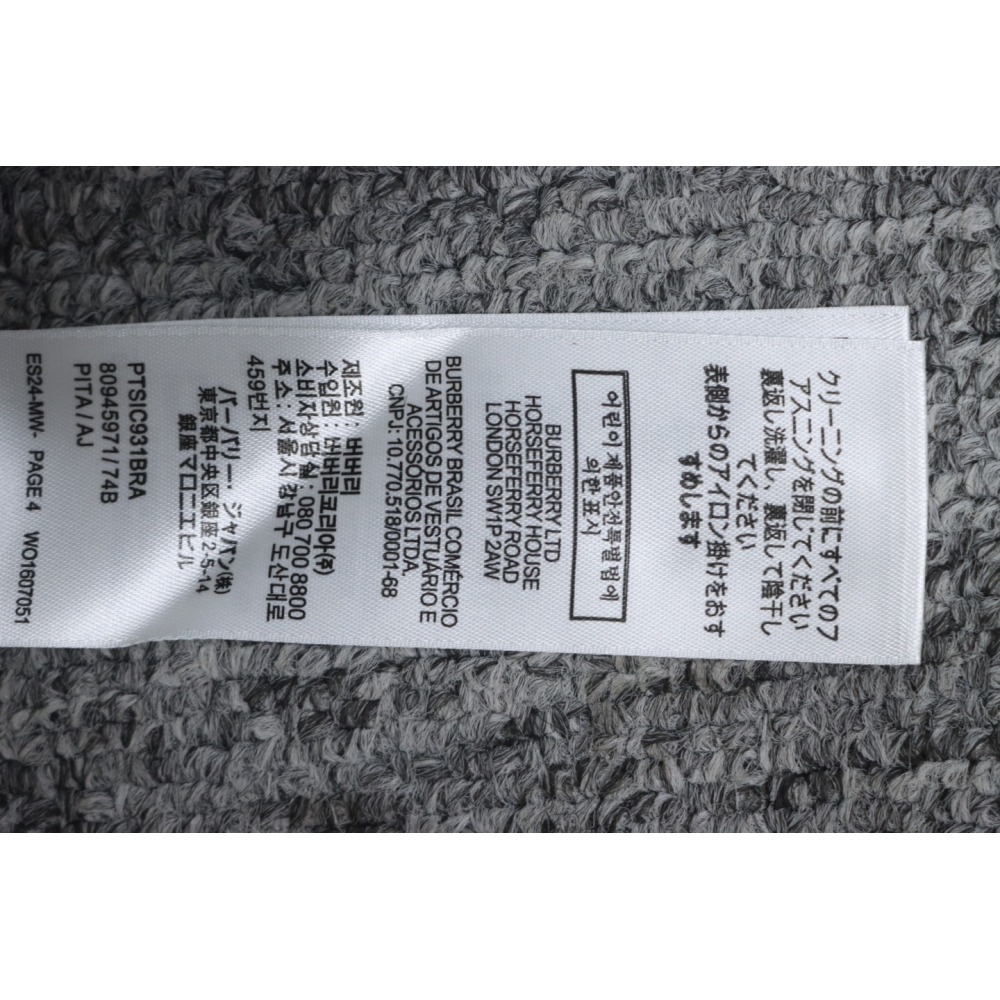 クリーニングの前にすべてのフ
アスニングを閉じてください
裏返し洗濯し、裏返して陰干し
てください
表側からのアイロン掛けをおす
すめします
어린이제품안전특별법에
의한표시
BURBERRY LTD
HORSEFERRY HOUSE
HORSEFERRY ROAD
LONDON SW1P 2AW
BURBERRY BRASIL COMÉRCIO
DE ARTIGOS DE VESTUÁRIO E
ACESSÓRIOS LTDA.
CNPJ: 10.770.518/0001-68
제조원 : 버버리
수입원 : 버버리코리아(주)
소비자상담실 : 080 700 8800
주소 : 서울시 강남구 도산대로
459번지
バーバリー・ジャパン(株)
東京都中央区銀座2-5-14
銀座マロニエビル
PTSIC931BRA
80945971 / 74B
PITA / AJ
ES24-MW- PAGE 4 WO1607051